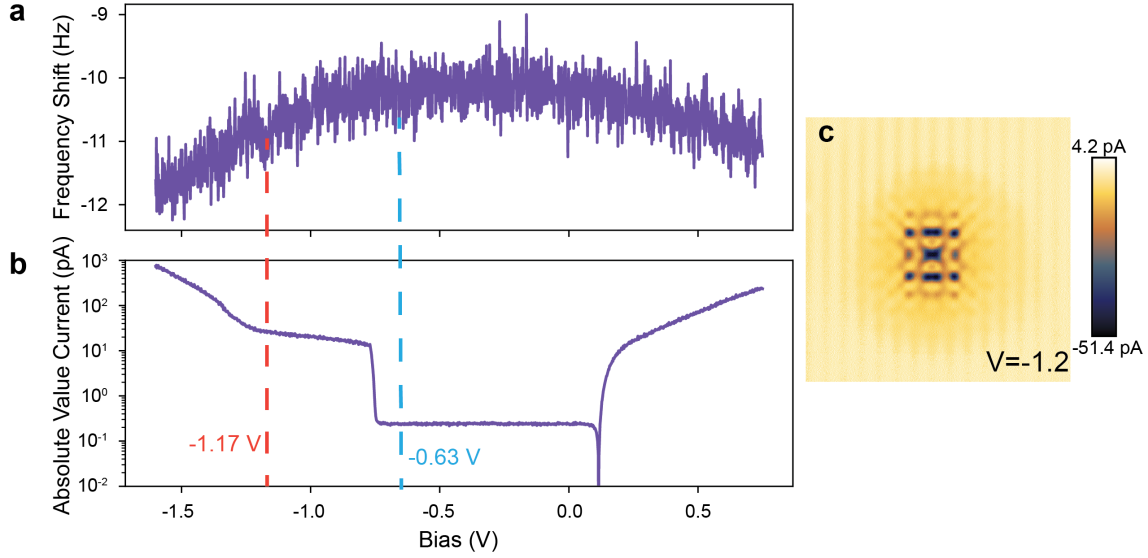 a
Frequency Shift (Hz)
-9
-10
-11
-12
b
Absolute Value Current (pA)
10³
10²
10¹
10⁰
10⁻¹
10⁻²
-1.17 V
-0.63 V
-1.5
-1.0
-0.5
0.0
0.5
Bias (V)
c
4.2 pA
-51.4 pA
V=-1.2